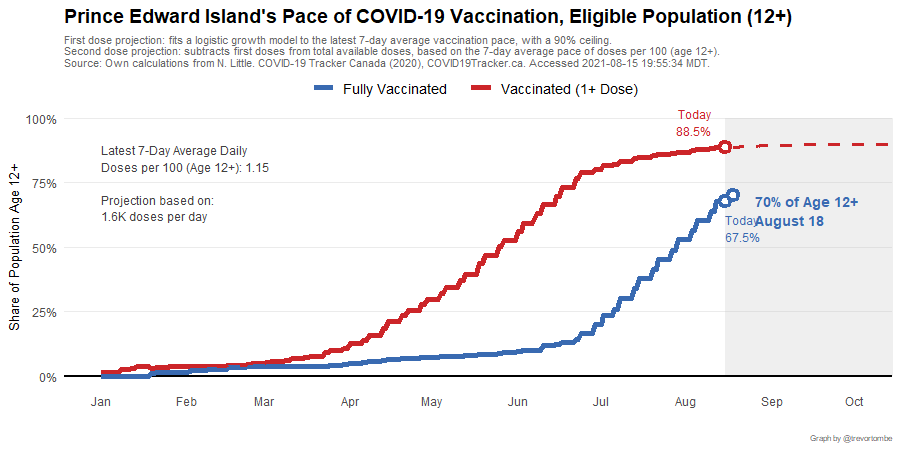 Prince Edward Island's Pace of COVID-19 Vaccination, Eligible Population (12+)
First dose projection: fits a logistic growth model to the latest 7-day average vaccination pace, with a 90% ceiling.
Second dose projection: subtracts first doses from total available doses, based on the 7-day average pace of doses per 100 (age 12+).
Source: Own calculations from N. Little. COVID-19 Tracker Canada (2020), COVID19Tracker.ca. Accessed 2021-08-15 19:55:34 MDT.
Fully Vaccinated
Vaccinated (1+ Dose)
Share of Population Age 12+
100%
75%
50%
25%
0%
Latest 7-Day Average Daily
Doses per 100 (Age 12+): 1.15
Projection based on:
1.6K doses per day
Today
88.5%
70% of Age 12+
August 18
Today
67.5%
Jan Feb Mar Apr May Jun Jul Aug Sep Oct
Graph by @trevortombe